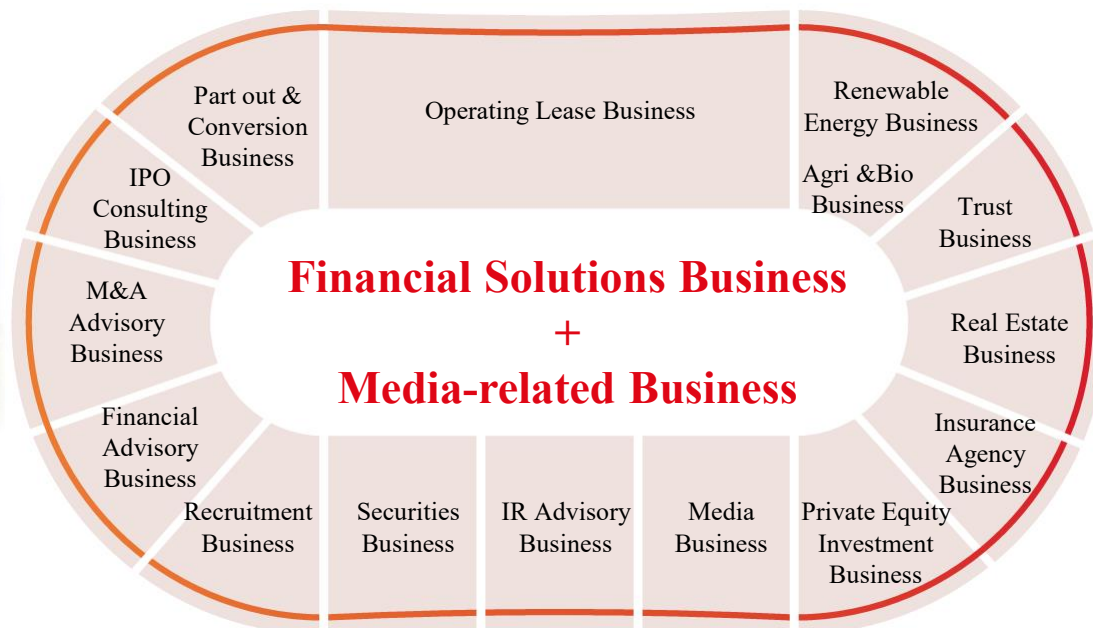 Part out &
Conversion
Business
Operating Lease Business
Renewable
Energy Business
Agri &Bio
Business
Trust
Business
Real Estate
Business
Insurance
Agency
Business
Private Equity
Investment
Business
Media
Business
IR Advisory
Business
Securities
Business
Recruitment
Business
Financial
Advisory
Business
M&A
Advisory
Business
IPO
Consulting
Business
Financial Solutions Business
+
Media-related Business